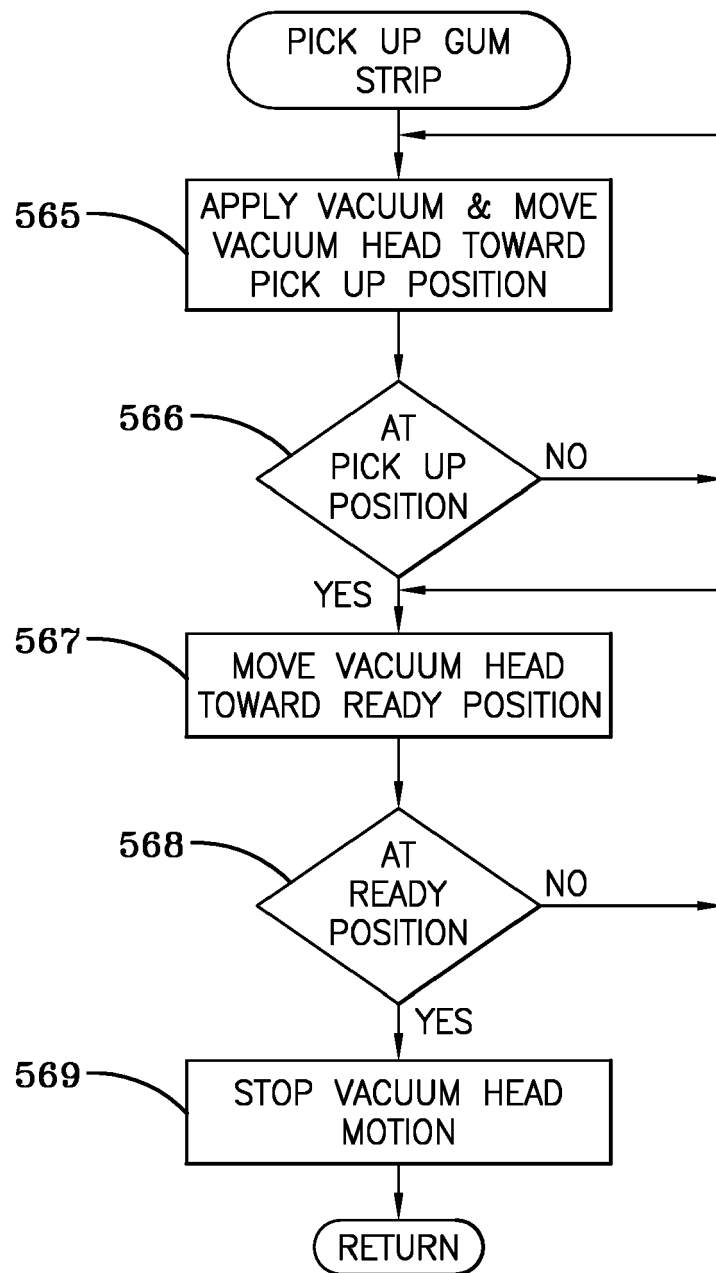 PICK UP GUM
STRIP
565
APPLY VACUUM & MOVE
VACUUM HEAD TOWARD
PICK UP POSITION
566
AT
PICK UP
POSITION
NO
YES
567
MOVE VACUUM HEAD
TOWARD READY POSITION
568
AT
READY
POSITION
NO
YES
569
STOP VACUUM HEAD
MOTION
RETURN